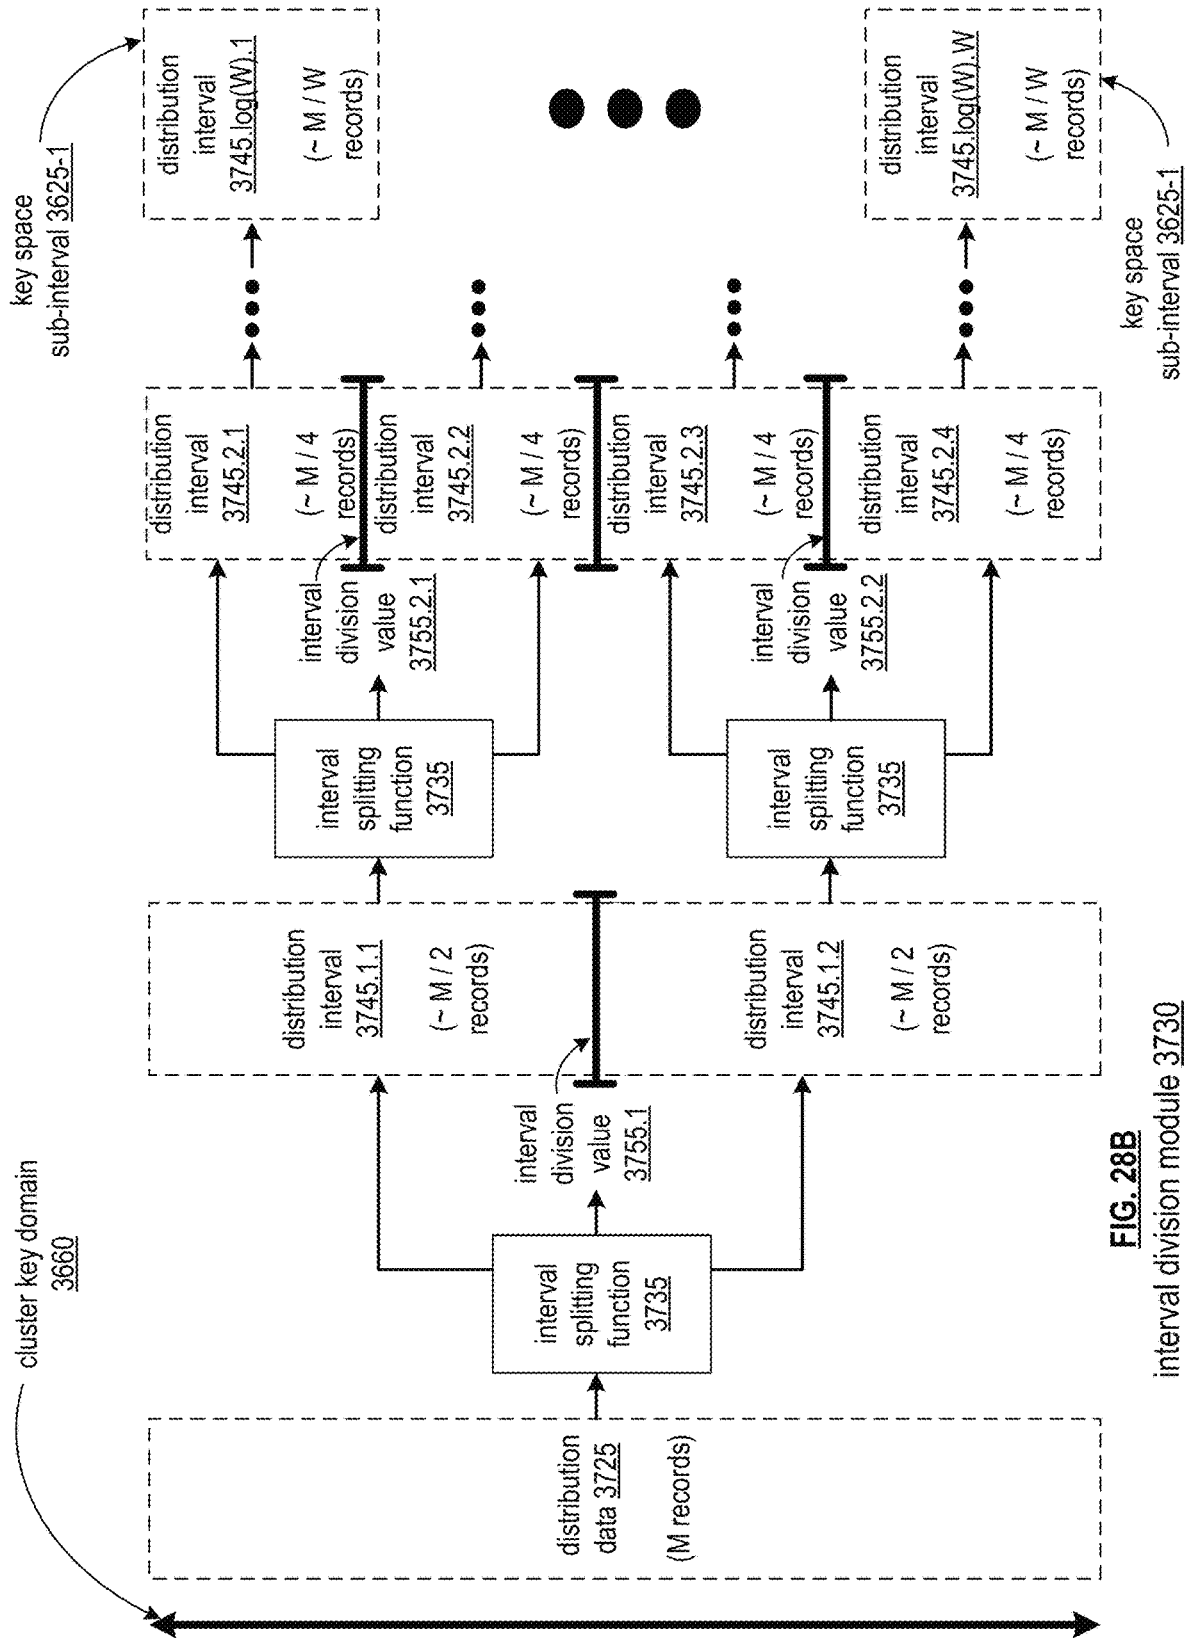 cluster key domain
3660
distribution
data 3725
(M records)
interval
splitting
function
3735
interval
division
value
3755.1
distribution
interval
3745.1.1
(~ M / 2
records)
distribution
interval
3745.1.2
(~ M / 2
records)
interval
splitting
function
3735
interval
division
value
3755.2.1
interval
splitting
function
3735
interval
division
value
3755.2.2
distribution
interval
3745.2.1
(~ M / 4
records)
distribution
interval
3745.2.2
(~ M / 4
records)
distribution
interval
3745.2.3
(~ M / 4
records)
distribution
interval
3745.2.4
(~ M / 4
records)
key space
sub-interval 3625-1
distribution
interval
3745.log(W).1
(~ M / W
records)
distribution
interval
3745.log(W).W
(~ M / W
records)
key space
sub-interval 3625-1
FIG. 28B
interval division module 3730